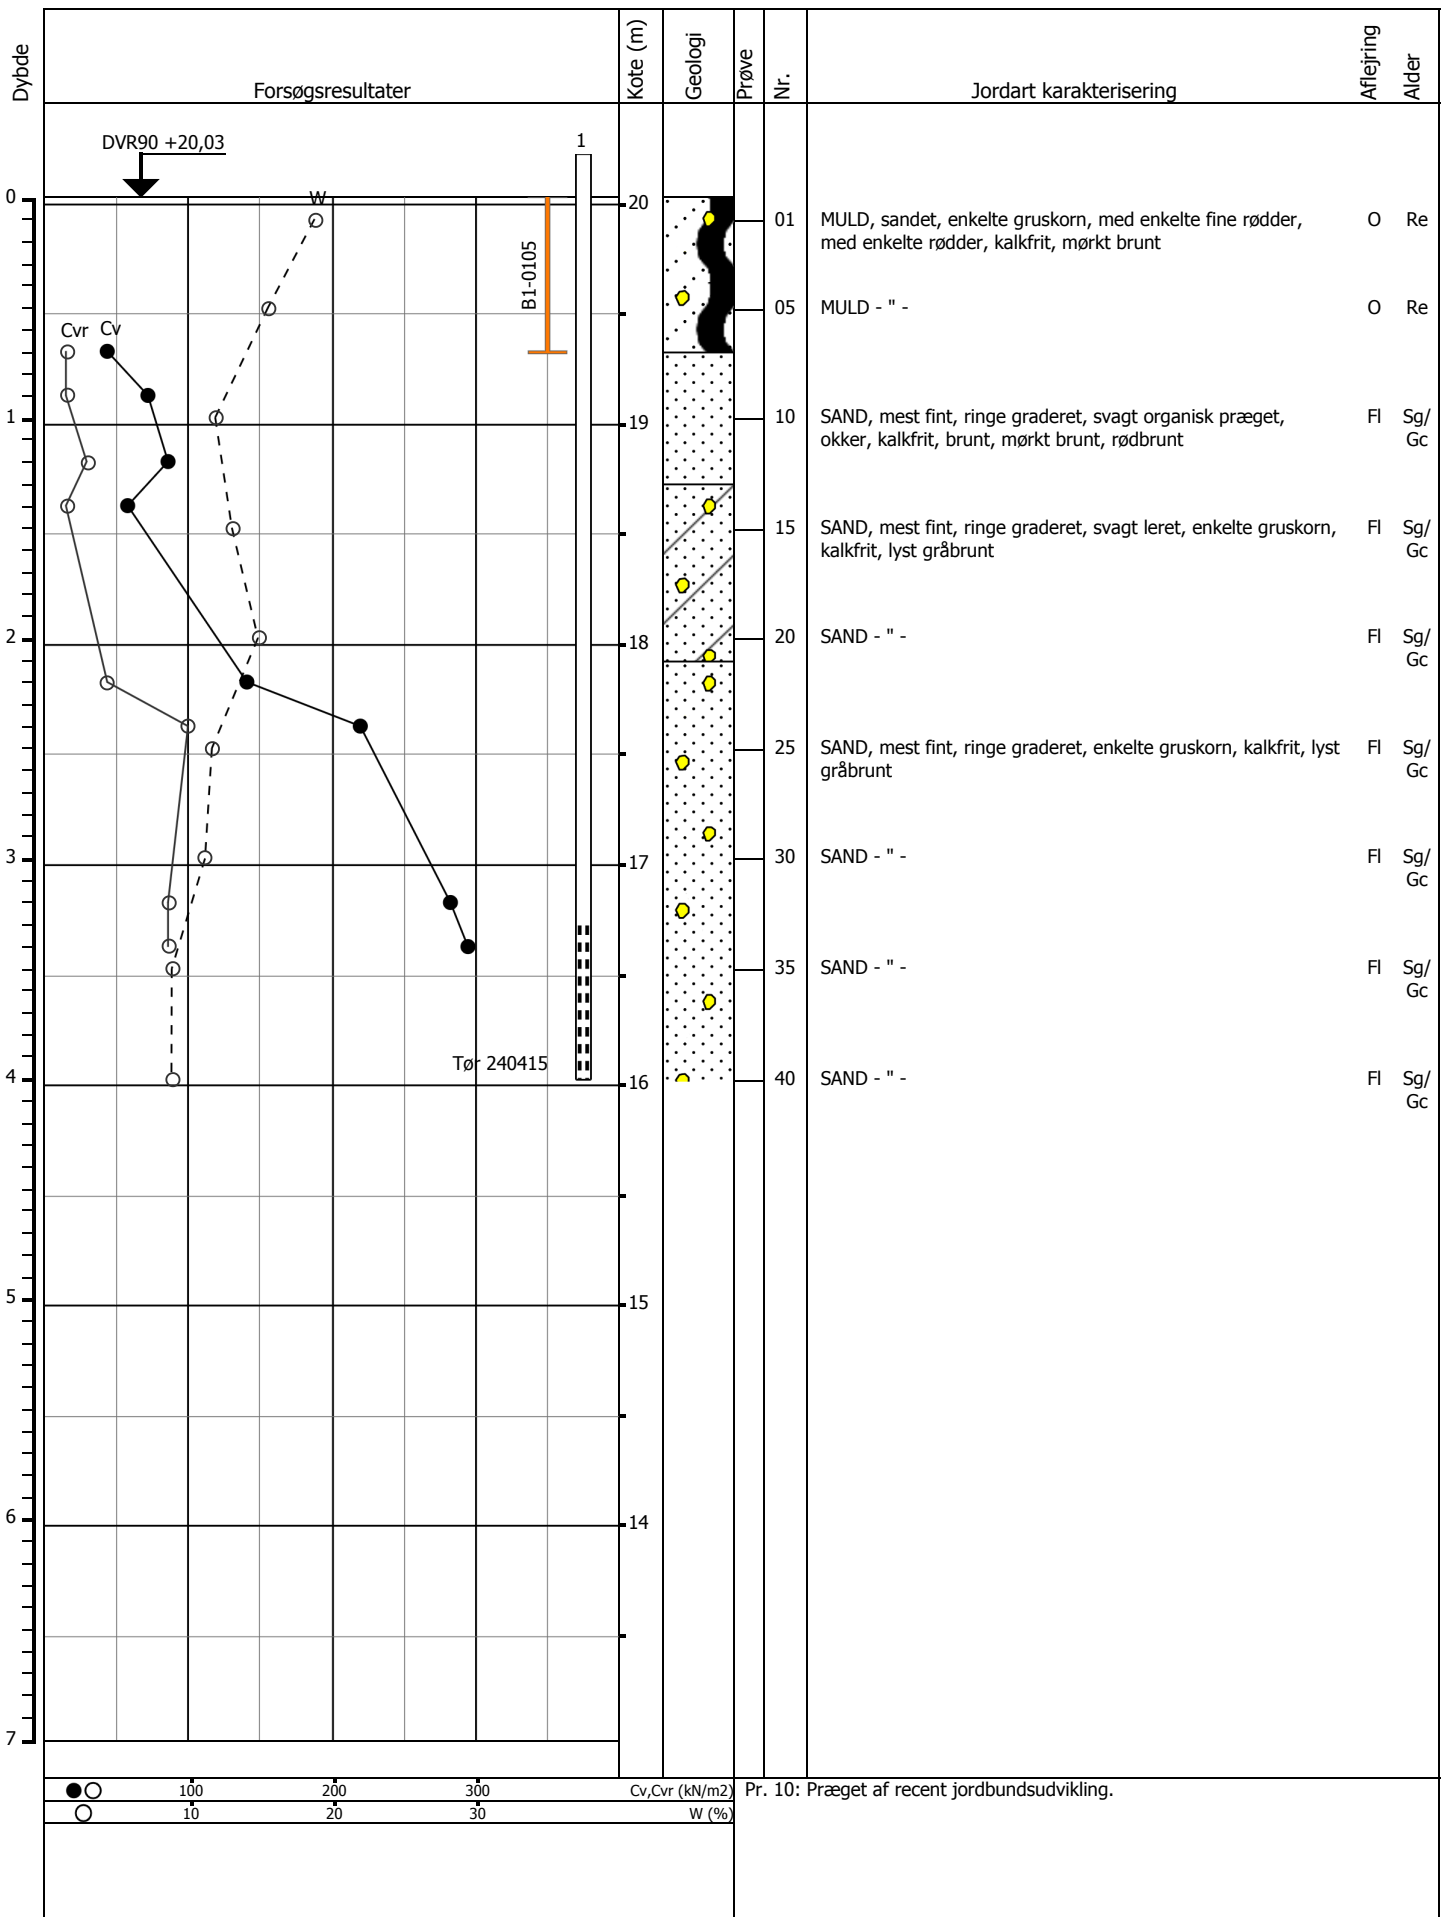 Dybde
Forsøgsresultater
Kote (m)
Geologi
Prøve
Nr.
Jordart karakterisering
Aflejring
Alder
DVR90 +20,03
1
W
0
20
01 MULD, sandet, enkelte gruskorn, med enkelte fine rødder, O Re
med enkelte rødder, kalkfrit, mørkt brunt
B1-0105
05 MULD - " - O Re
Cvr Cv
1
19
10 SAND, mest fint, ringe graderet, svagt organisk præget, Fl Sg/
okker, kalkfrit, brunt, mørkt brunt, rødbrunt Gc
15 SAND, mest fint, ringe graderet, svagt leret, enkelte gruskorn, Fl Sg/
kalkfrit, lyst gråbrunt Gc
2
18
20 SAND - " - Fl Sg/
Gc
25 SAND, mest fint, ringe graderet, enkelte gruskorn, kalkfrit, lyst Fl Sg/
gråbrunt Gc
3
17
30 SAND - " - Fl Sg/
Gc
35 SAND - " - Fl Sg/
Gc
Tør 240415
4
16
40 SAND - " - Fl Sg/
Gc
5
15
6
14
7
100 200 300 Cv,Cvr (kN/m2)
10 20 30 W (%)
Pr. 10: Præget af recent jordbundsudvikling.